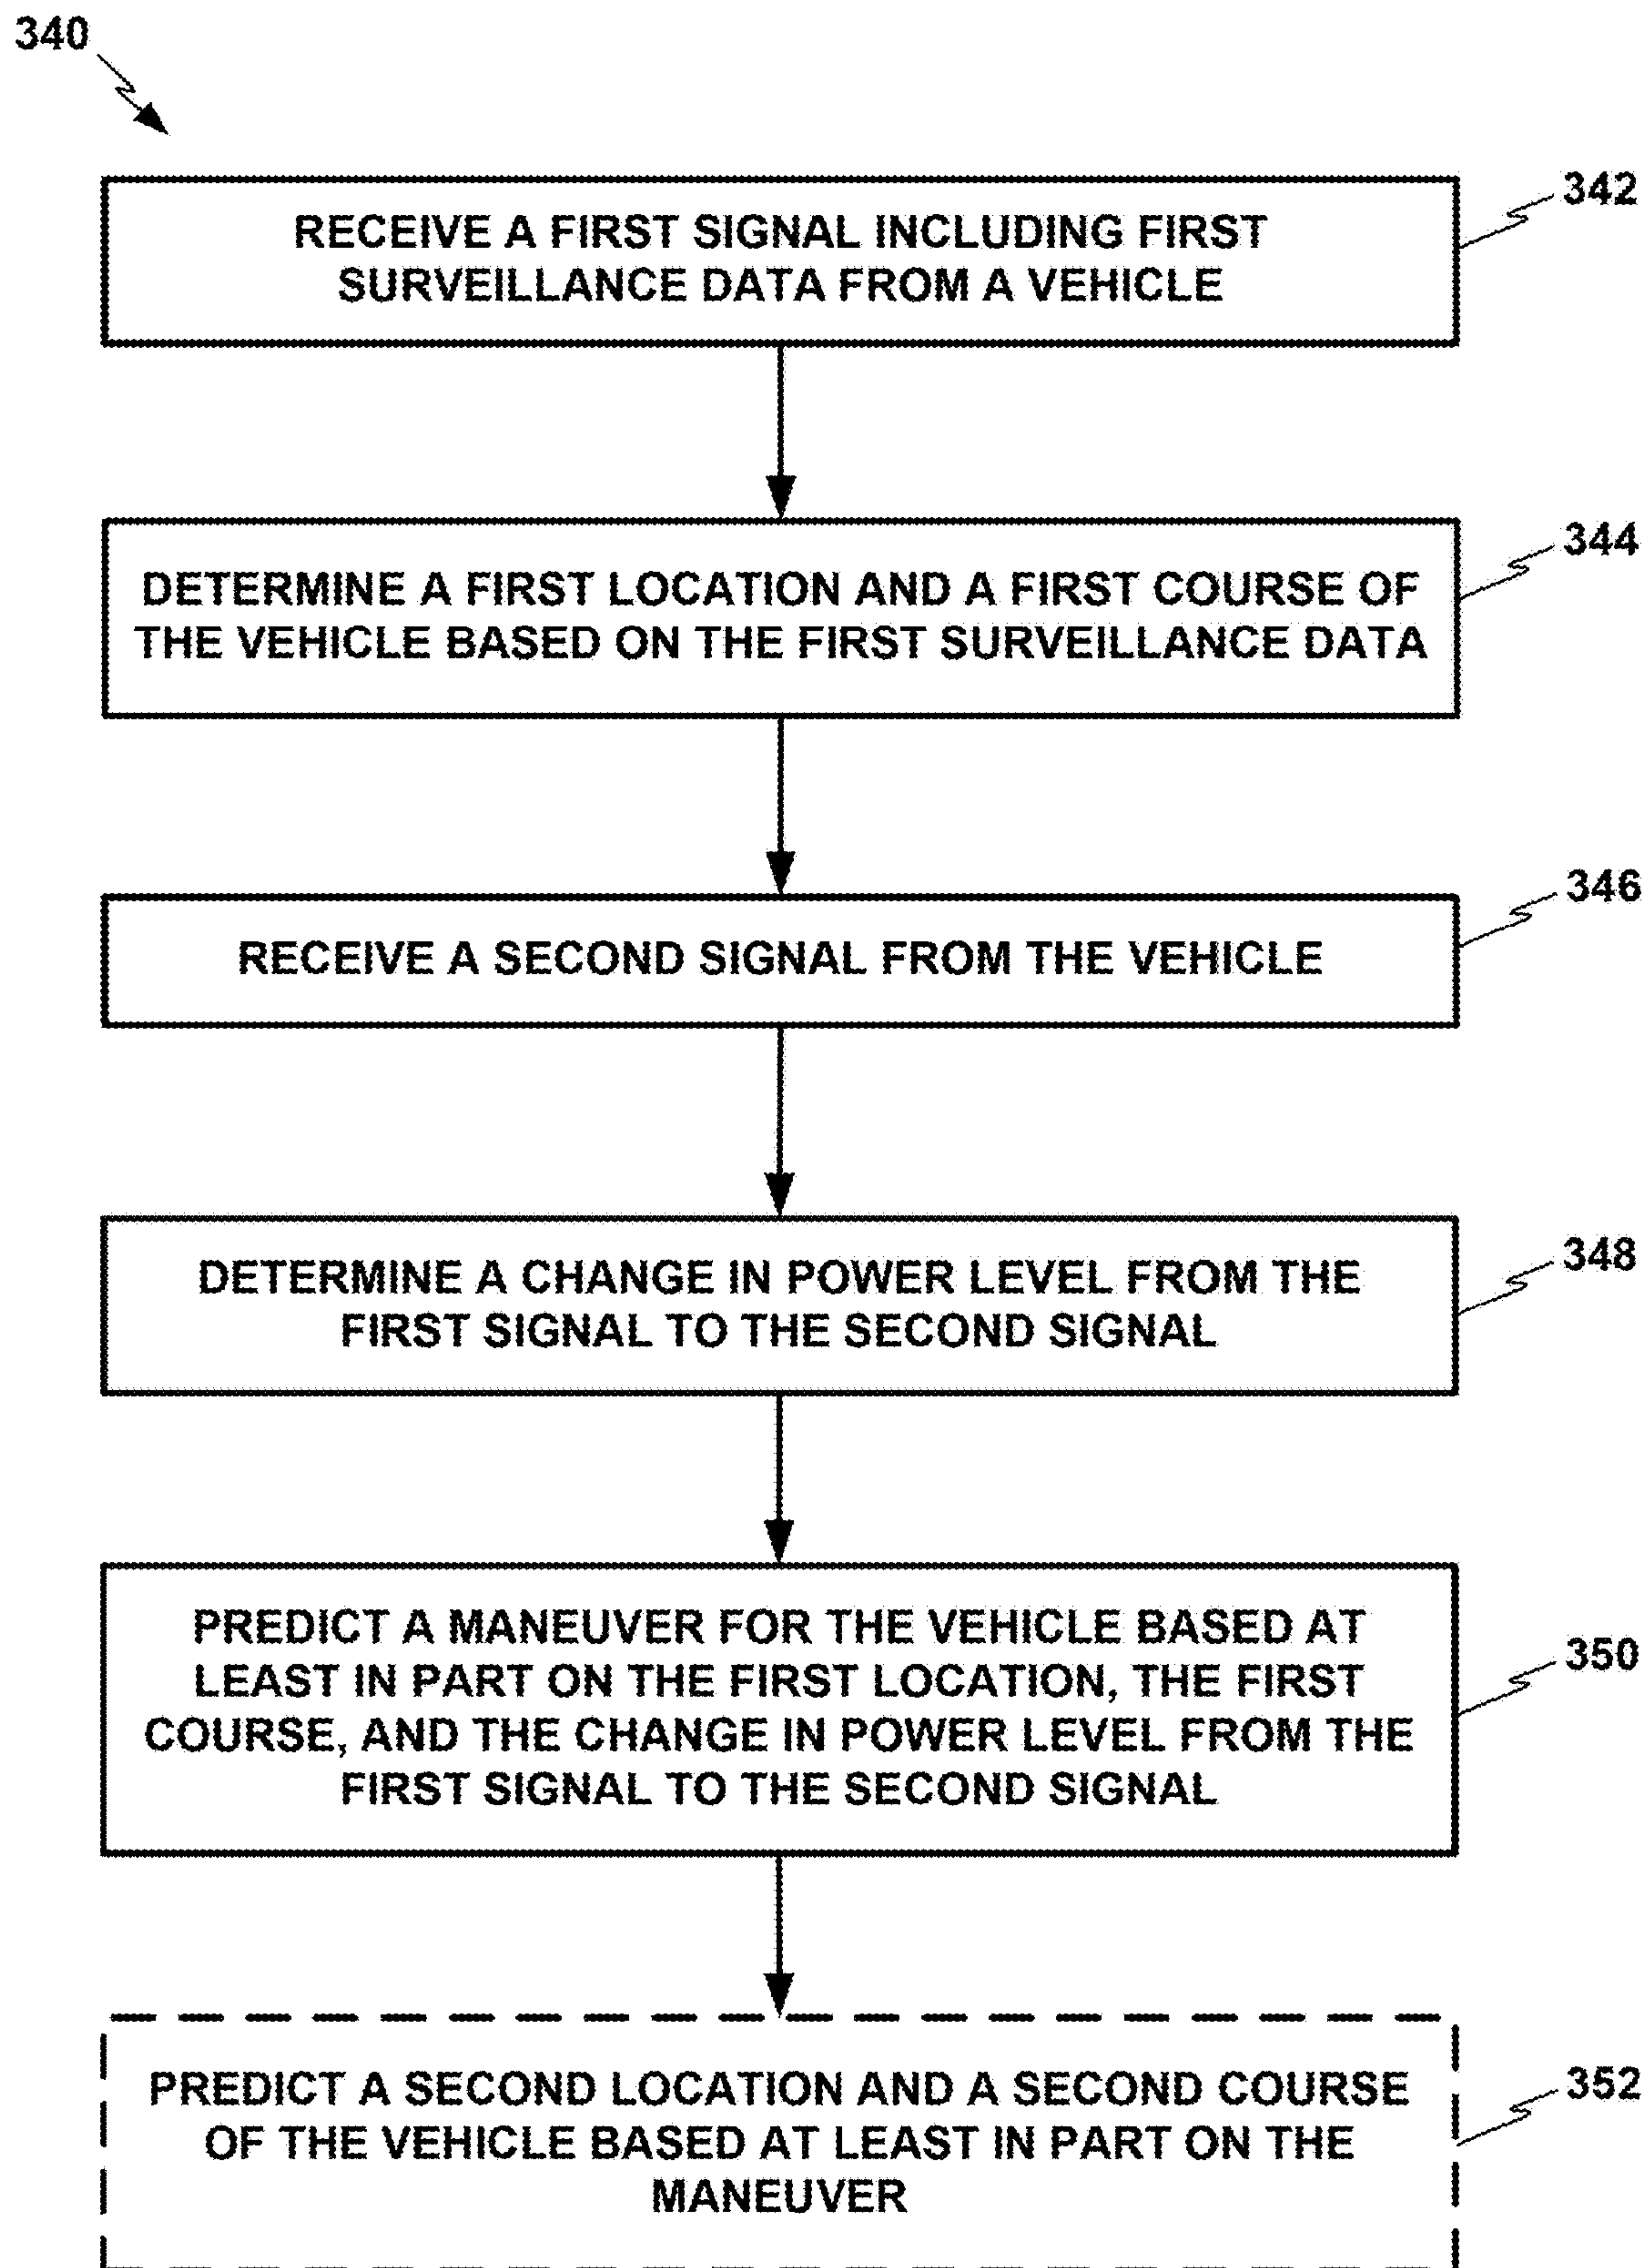 340
342
RECEIVE A FIRST SIGNAL INCLUDING FIRST
SURVEILLANCE DATA FROM A VEHICLE
344
DETERMINE A FIRST LOCATION AND A FIRST COURSE OF
THE VEHICLE BASED ON THE FIRST SURVEILLANCE DATA
346
RECEIVE A SECOND SIGNAL FROM THE VEHICLE
348
DETERMINE A CHANGE IN POWER LEVEL FROM THE
FIRST SIGNAL TO THE SECOND SIGNAL
350
PREDICT A MANEUVER FOR THE VEHICLE BASED AT
LEAST IN PART ON THE FIRST LOCATION, THE FIRST
COURSE, AND THE CHANGE IN POWER LEVEL FROM THE
FIRST SIGNAL TO THE SECOND SIGNAL
352
PREDICT A SECOND LOCATION AND A SECOND COURSE
OF THE VEHICLE BASED AT LEAST IN PART ON THE
MANEUVER